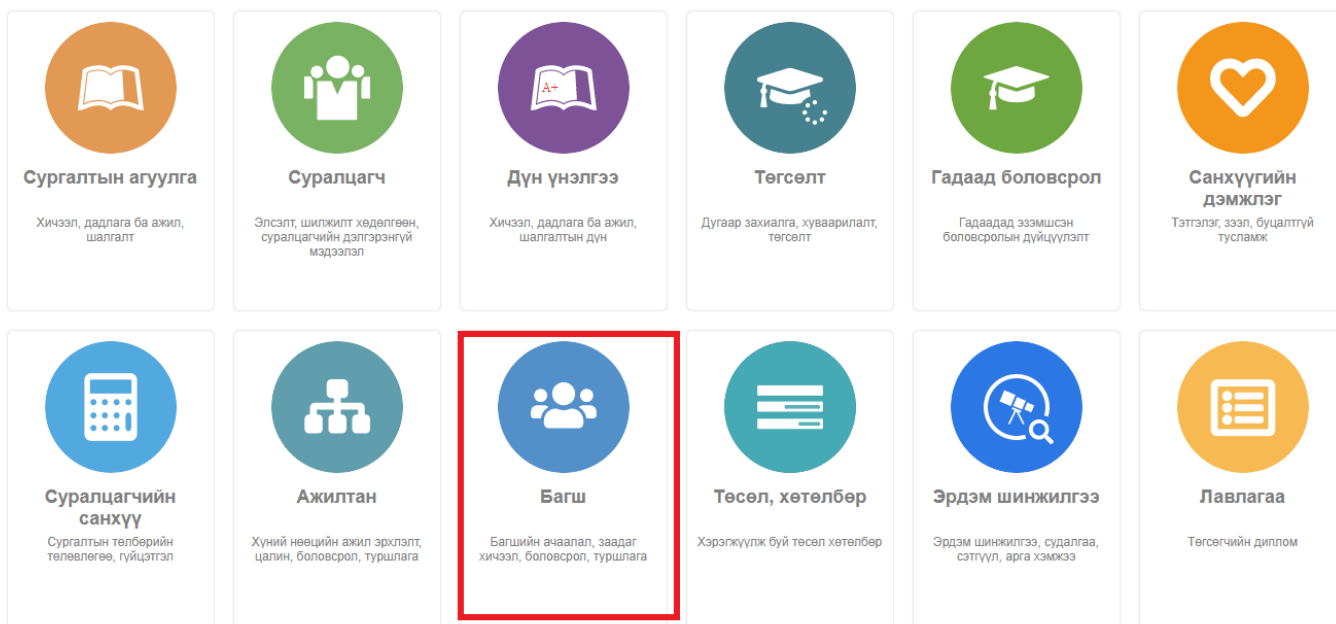 A+
Сургалтын агуулга
Хичээл, дадлага ба ажил,
шалгалт
Суралцагч
Элсэлт, шилжилт хөдөлгөөн,
суралцагчийн дэлгэрэнгүй
мэдээлэл
Дүн үнэлгээ
Хичээл, дадлага ба ажил,
шалгалтын дүн
Төгсөлт
Дугаар захиалга, хуваарилалт,
төгсөлт
Гадаад боловсрол
Гадаадад эзэмшсэн
боловсролын дүйцүүлэлт
Санхүүгийн
дэмжлэг
Тэтгэлэг, зээл, буцалтгүй
тусламж
Суралцагчийн
санхүү
Сургалтын төлбөрийн
төлөвлөгөө, гүйцэтгэл
Ажилтан
Хүний нөөцийн ажил эрхлэлт,
цалин, боловсрол, туршлага
Багш
Багшийн ачаалал, заадаг
хичээл, боловсрол, туршлага
Төсөл, хөтөлбөр
Хэрэгжүүлж буй төсөл хөтөлбөр
Эрдэм шинжилгээ
Эрдэм шинжилгээ, судалгаа,
сэтгүүл, арга хэмжээ
Лавлагаа
Төгсөгчийн диплом